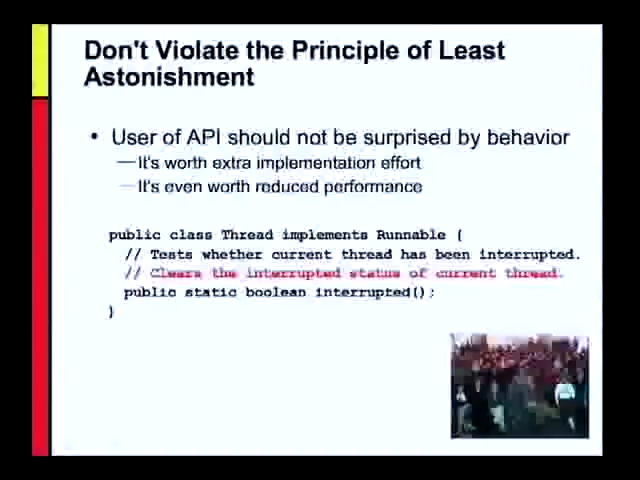 Don't Violate the Principle of Least
Astonishment
• User of API should not be surprised by behavior
—It's worth extra implementation effort
—It's even worth reduced performance
public class Thread implements Runnable {
// Tests whether current thread has been interrupted.
// Clears the interrupted status of current thread.
public static boolean interrupted();
}